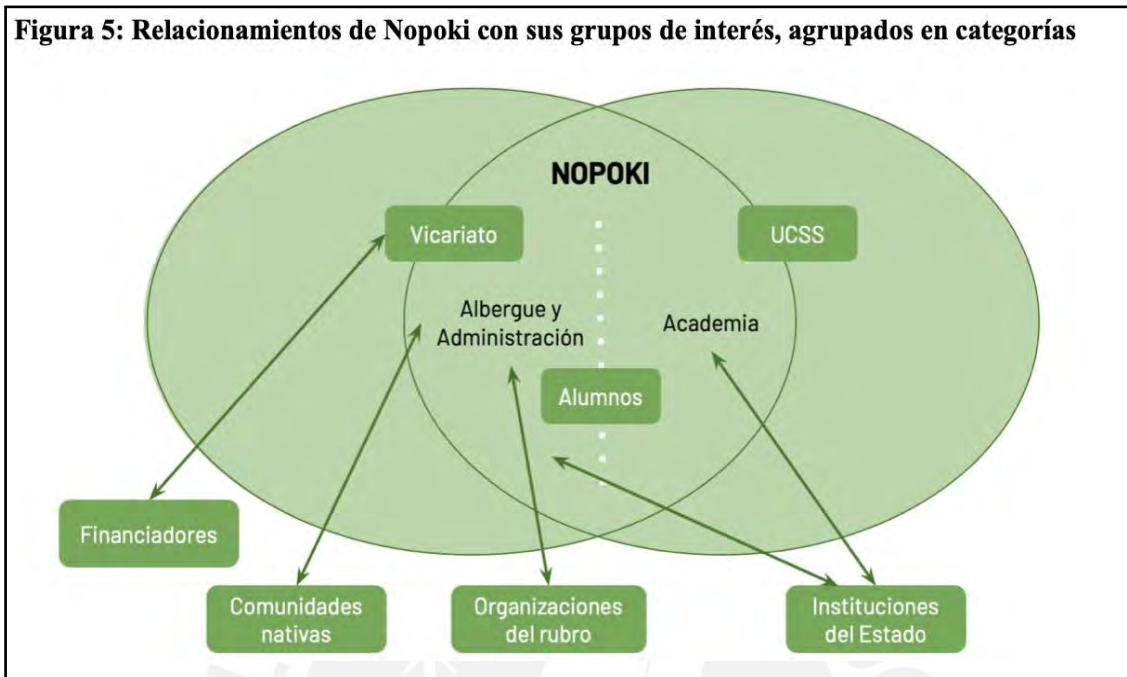 Figura 5: Relacionamientos de Nopoki con sus grupos de interés, agrupados en categorías
NOPOKI
Vicariato
UCSS
Albergue y
Administración
Academia
Alumnos
Financiadores
Comunidades
nativas
Organizaciones
del rubro
Instituciones
del Estado